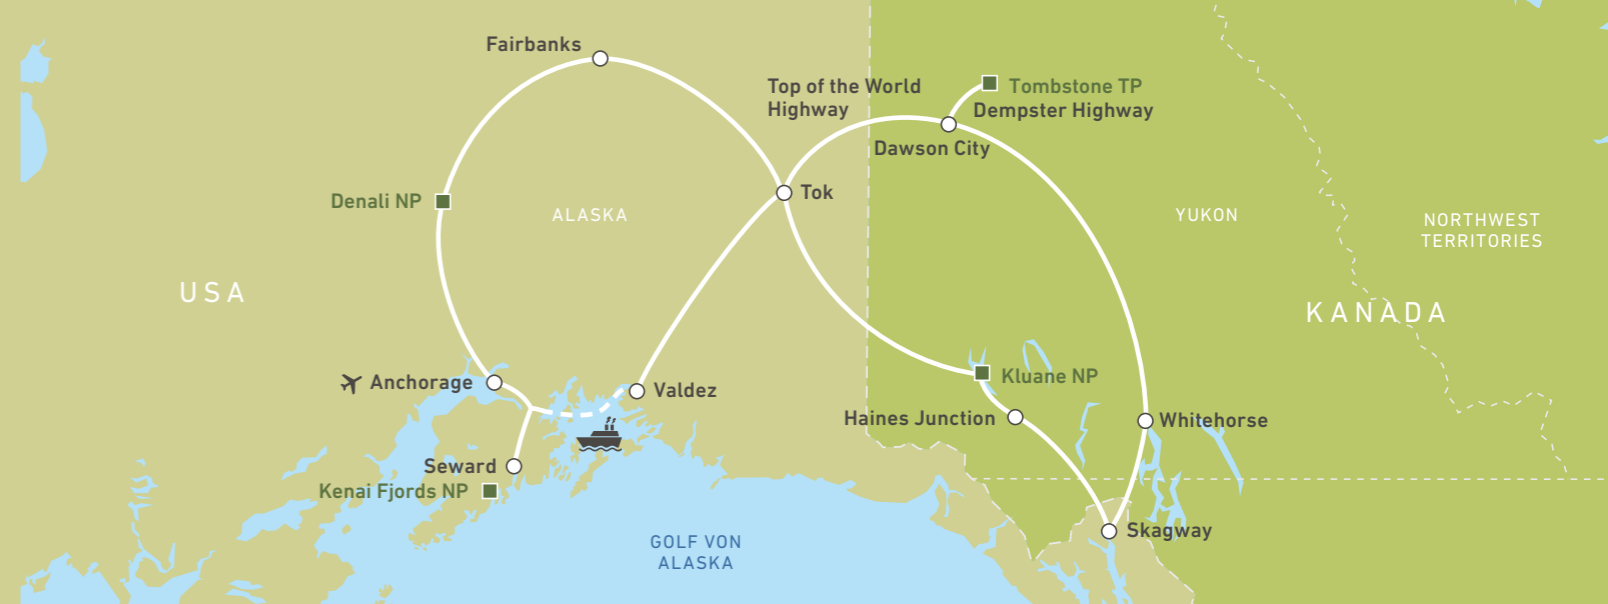 Fairbanks
Top of the World
Highway
Tombstone TP
Dempster Highway
Dawson City
Denali NP
Tok
ALASKA
YUKON
NORTHWEST
TERRITORIES
USA
KANADA
Anchorage
Valdez
Kluane NP
Haines Junction
Whitehorse
Seward
Kenai Fjords NP
Skagway
GOLF VON
ALASKA